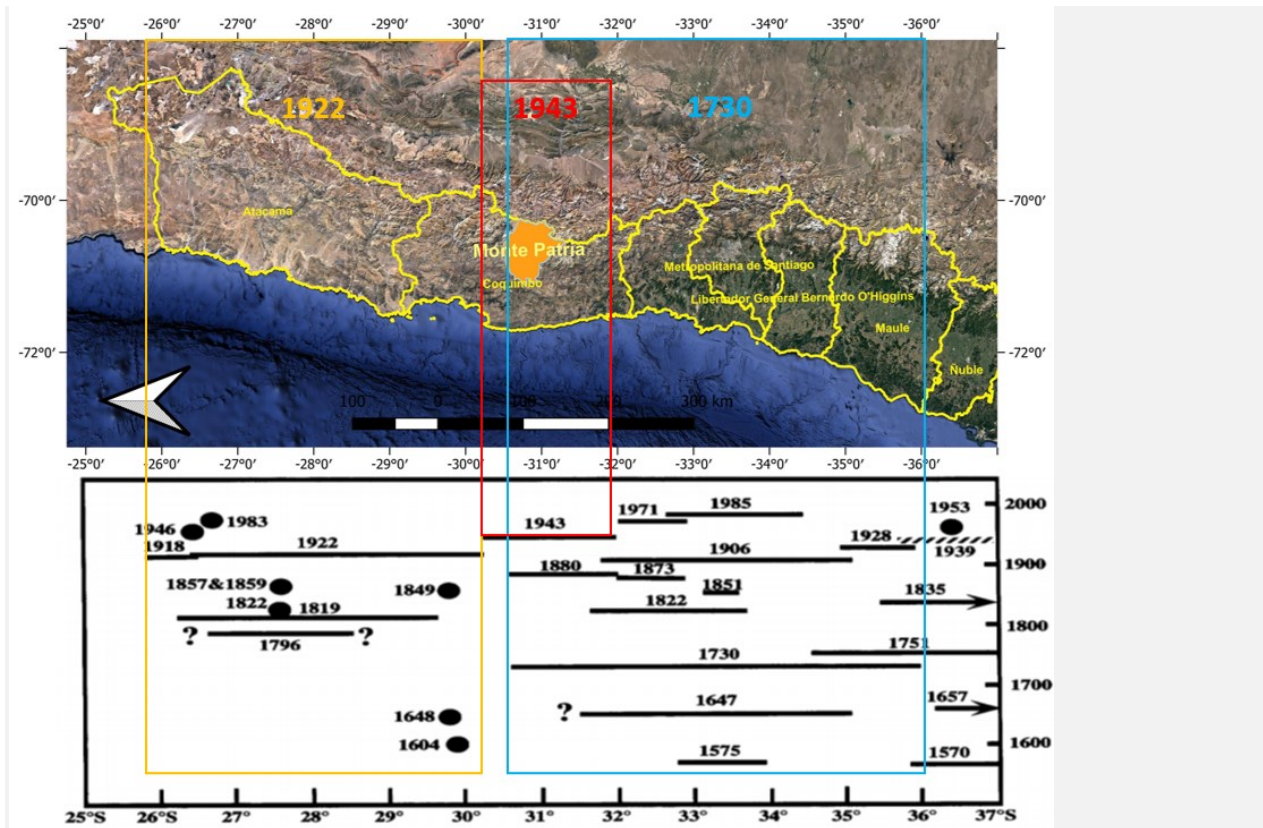 -25°0' -26°0' -27°0' -28°0' -29°0' -30°0' -31°0' -32°0' -33°0' -34°0' -35°0' -36°0'
1922 1943 1730
-70°0' -70°0'
Atacama
Monte Patria
Metropolitana de Santiago
Coquimbo
Libertador General Bernardo O'Higgins
Maule
-72°0' -72°0'
Ñuble
100 0 100 200 300 km
-25°0' -26°0' -27°0' -28°0' -29°0' -30°0' -31°0' -32°0' -33°0' -34°0' -35°0' -36°0'
1985 1953 2000
1946 1983 1943 1971
1918 1922 1906 1928 1939
1880 1873 1900
1857&1859 1849 1851 1835
1822 1819 1822
1800
? 1796 ? 1730 1751
1700
1648 ? 1647 1657
1604 1575 1570 1600
25°S 26° 27° 28° 29° 30° 31° 32° 33° 34° 35° 36° 37°S